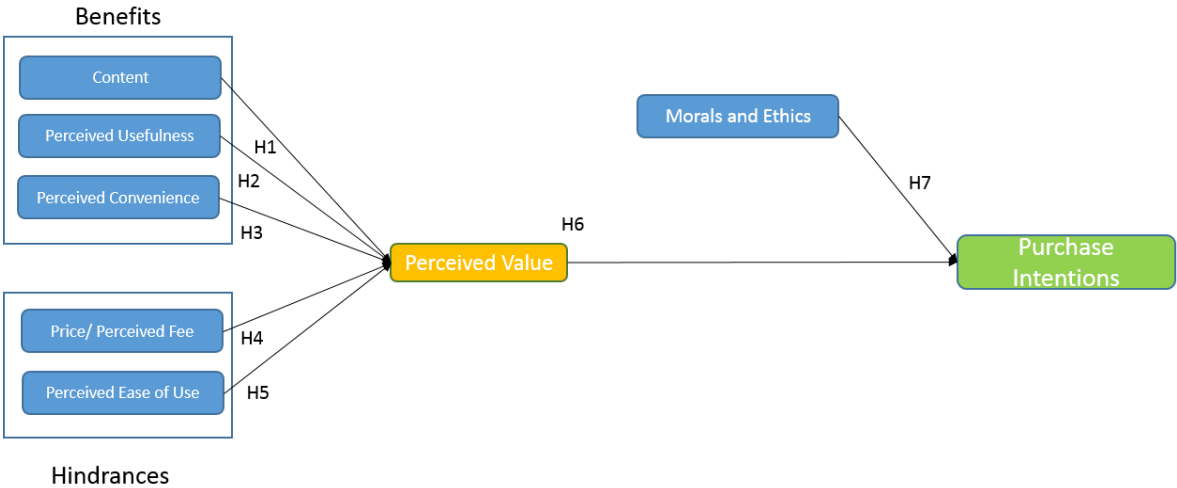 Benefits
Content
Perceived Usefulness
Perceived Convenience
H1
H2
H3
Price/ Perceived Fee
Perceived Ease of Use
H4
H5
Hindrances
Perceived Value
H6
Morals and Ethics
H7
Purchase
Intentions